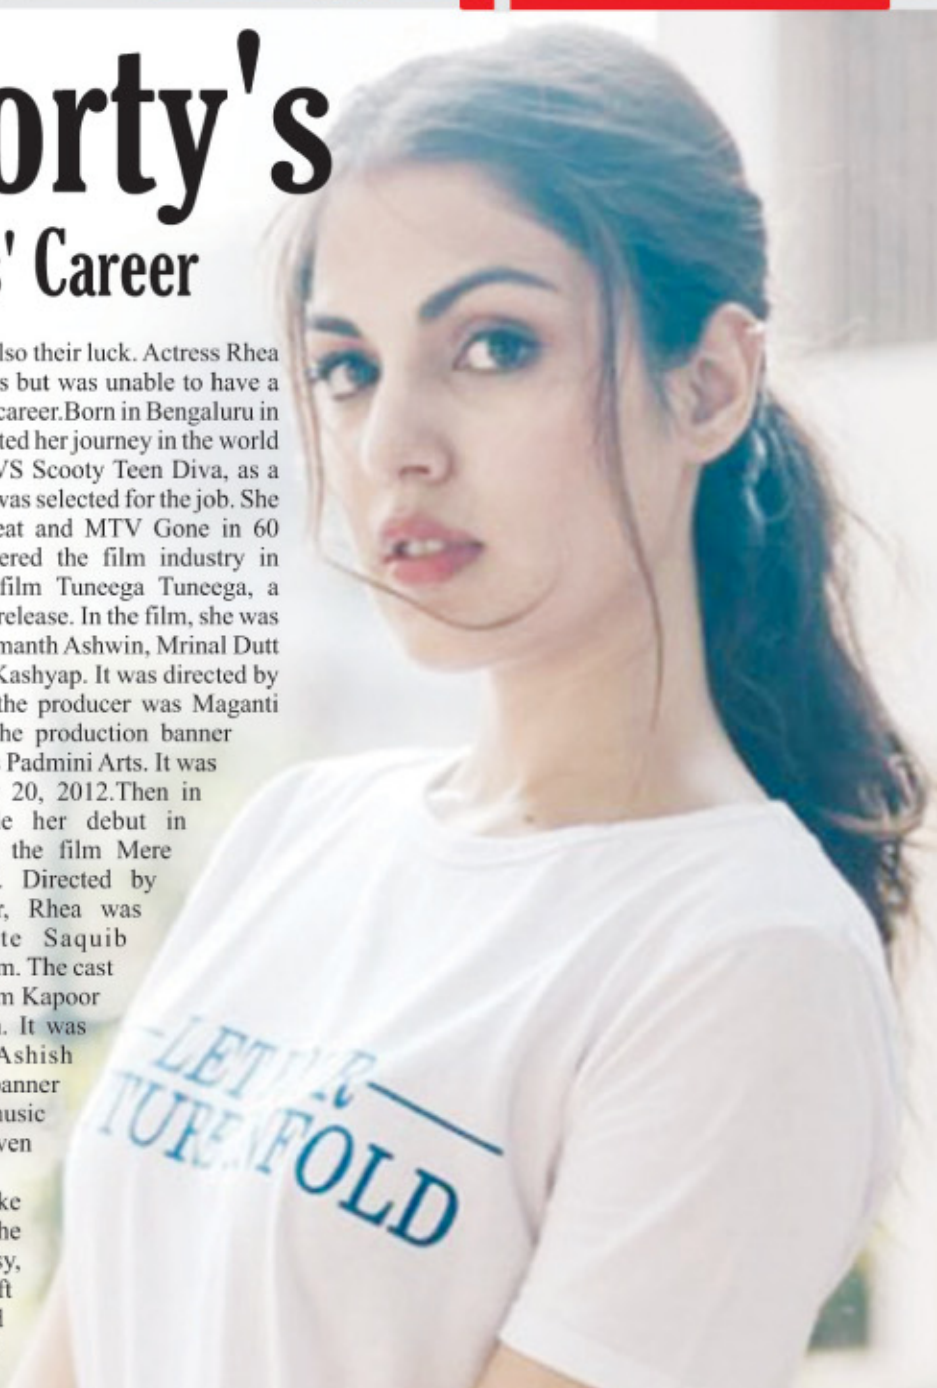 orty's
s' Career
lso their luck. Actress Rhea
s but was unable to have a
career.Born in Bengaluru in
ted her journey in the world
VS Scooty Teen Diva, as a
was selected for the job. She
eat and MTV Gone in 60
ered the film industry in
film Tuneega Tuneega, a
release. In the film, she was
manth Ashwin, Mrinal Dutt
Kashyap. It was directed by
the producer was Maganti
he production banner
Padmini Arts. It was
20, 2012.Then in
e her debut in
the film Mere
. Directed by
r, Rhea was
te Saquib
m. The cast
m Kapoor
. It was
Ashish
banner
music
ven
ke
he
sy,
ft
l
LET R
TURE NFOLD